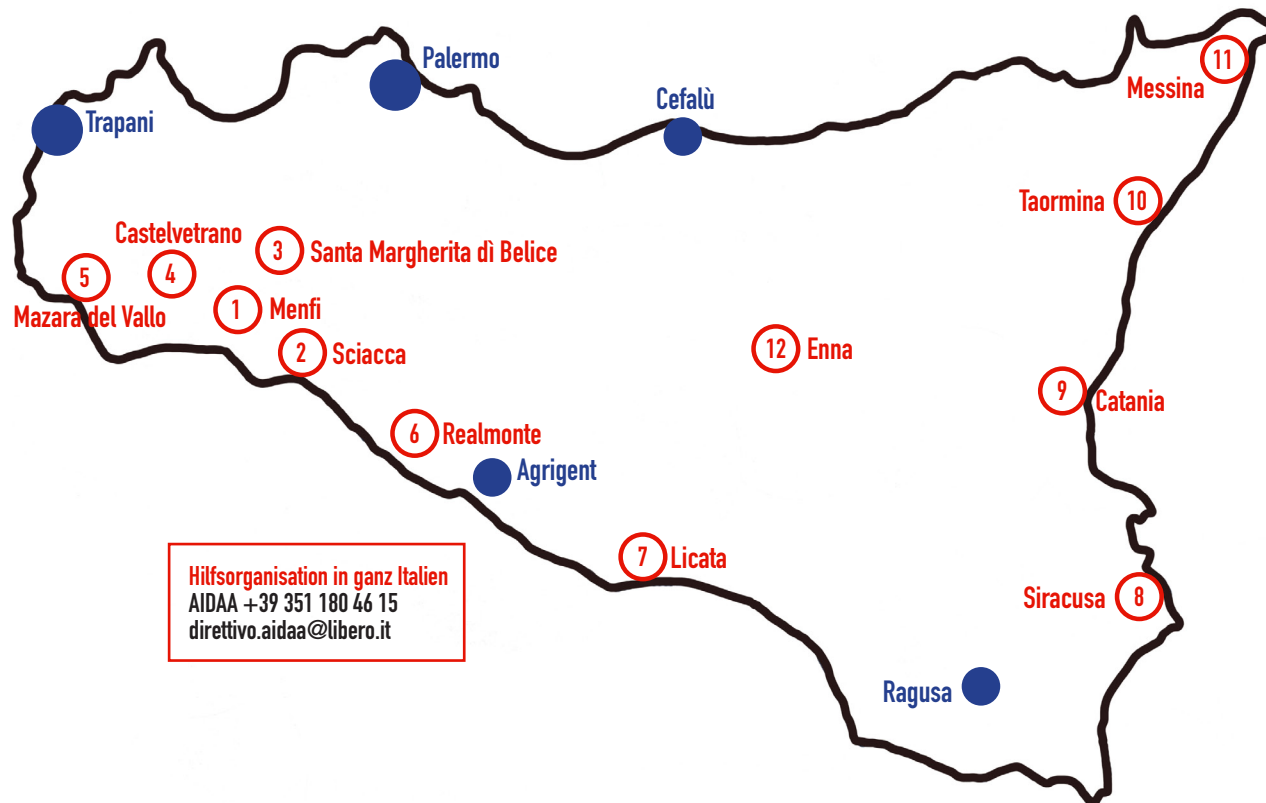 11
Messina
Palermo
Cefalù
Trapani
10
Taormina
Castelvetrano
3
Santa Margherita dì Belice
4
5
Mazara del Vallo
1
Menfi
2
Sciacca
12
Enna
9
Catania
6
Realmonte
Agrigent
7
Licata
Hilfsorganisation in ganz Italien
AIDAA +39 351 180 46 15
direttivo.aidaa@libero.it
8
Siracusa
Ragusa